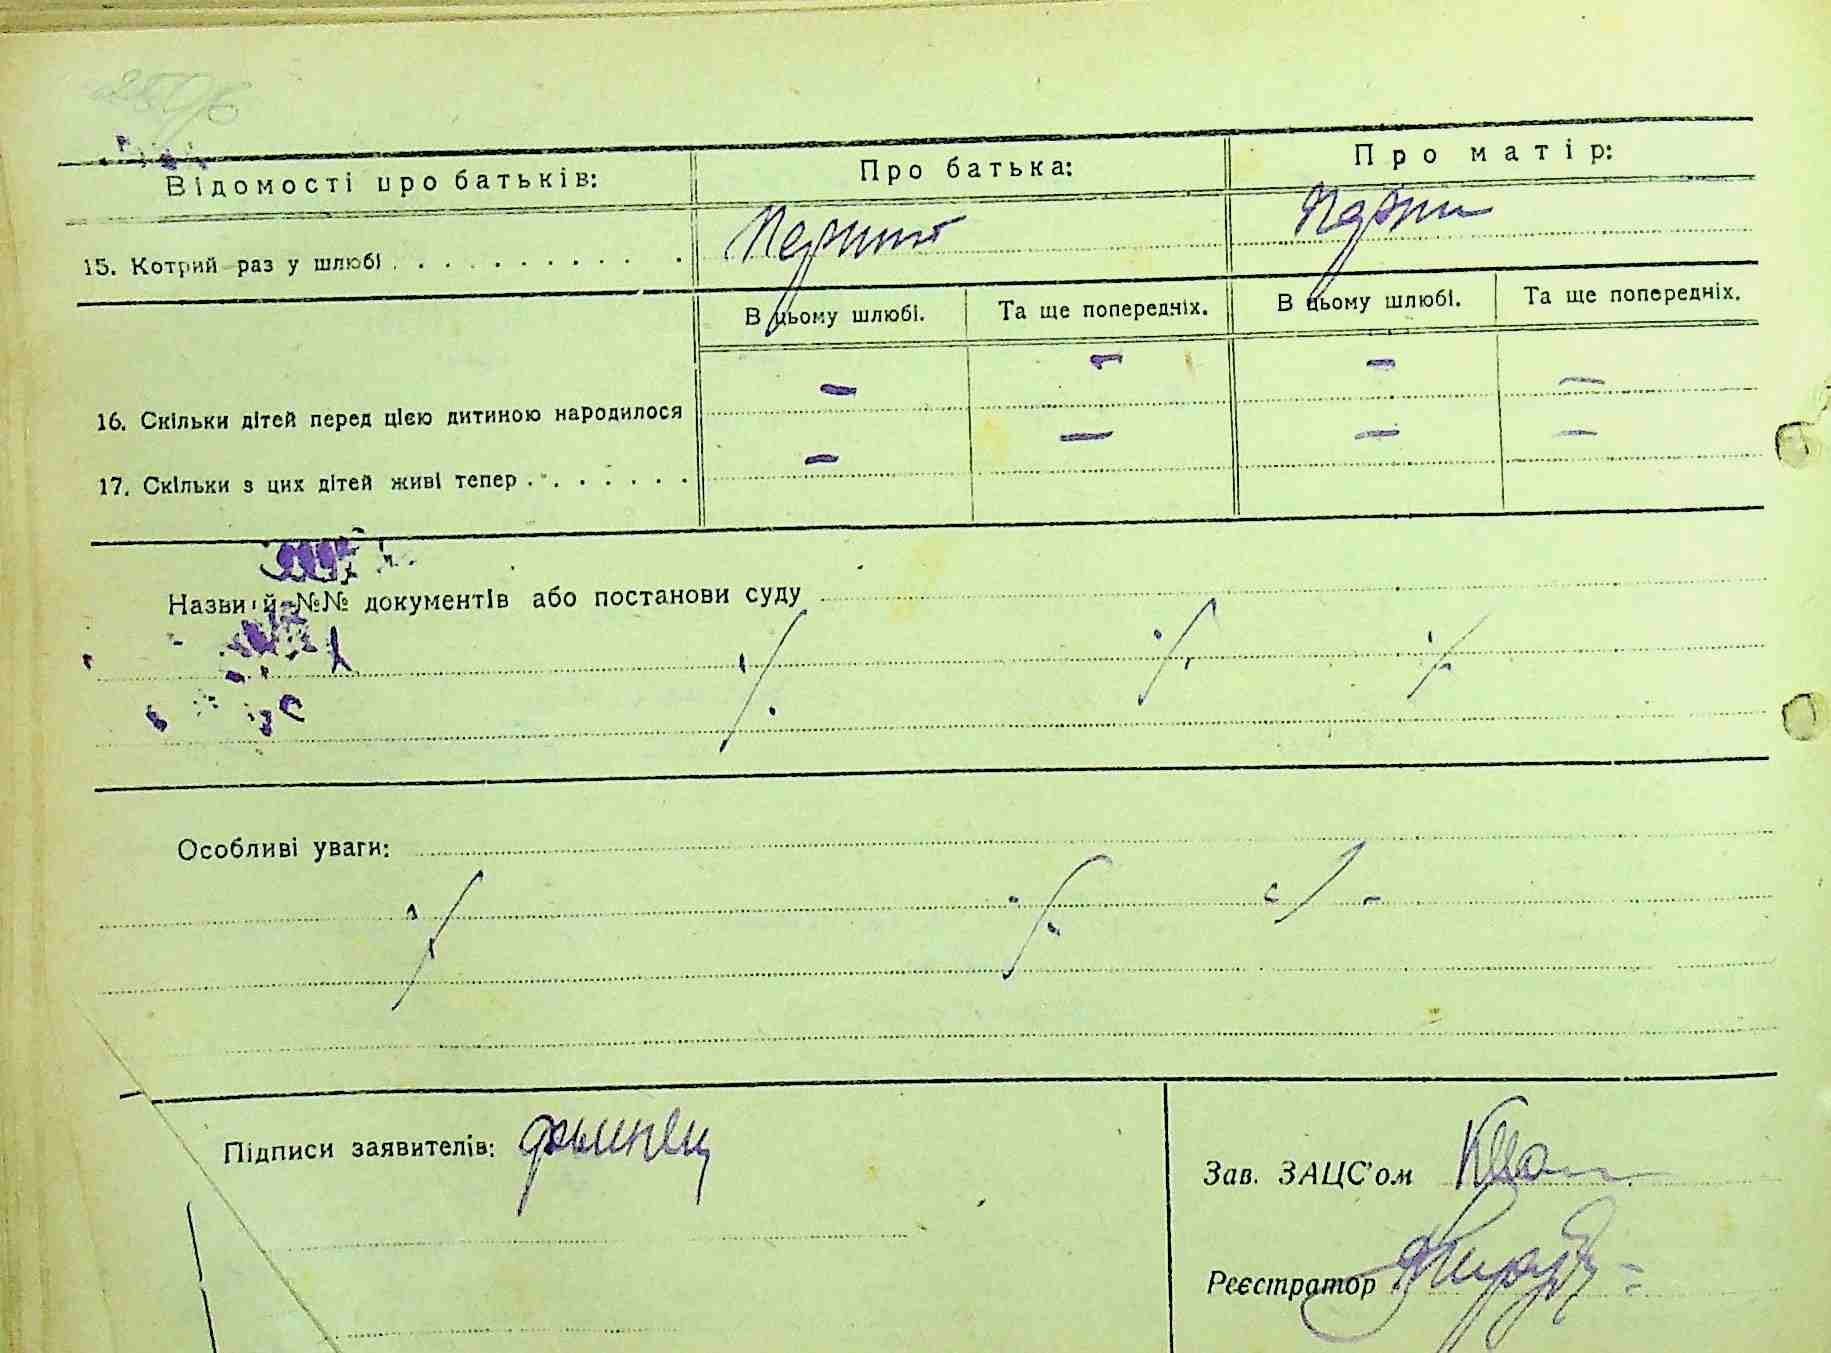 Відомості про батьків:
Про батька:
Про матір:
15. Котрий раз у шлюбі . . . . . . . . . . .
В цьому шлюбі.
Та ще попередніх.
В цьому шлюбі.
Та ще попередніх.
16. Скільки дітей перед цією дитиною народилося
— — — —
17. Скільки з цих дітей живі тепер . . . . . . .
— — — —
Назви й №№ документів або постанови суду
Особливі уваги:
Підписи заявителів:
Зав. ЗАЦС'ом
Реєстратор